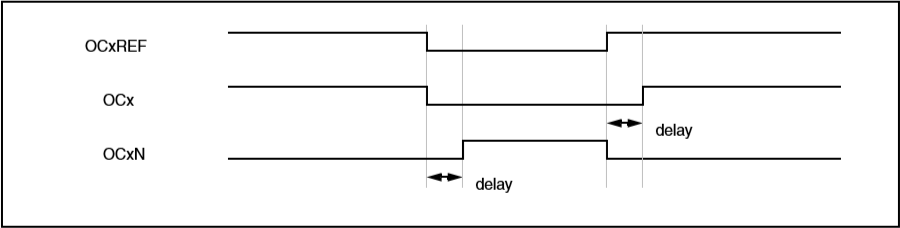 OCxREF
OCx
delay
OCxN
delay